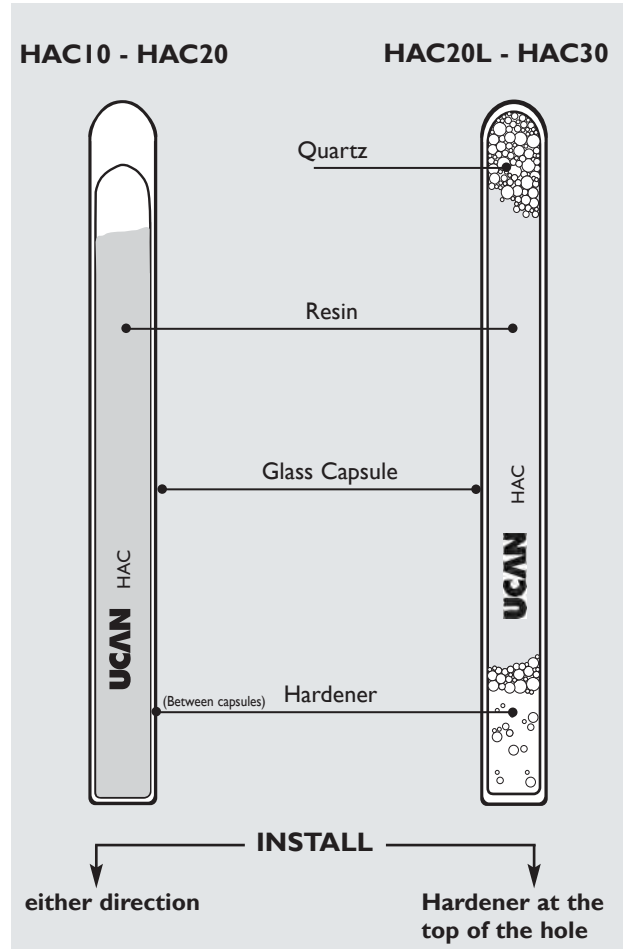 HAC10 - HAC20
HAC20L - HAC30
Quartz
Resin
Glass Capsule
HAC
UCAN
HAC
UCAN
(Between capsules) Hardener
INSTALL
either direction
Hardener at the
top of the hole